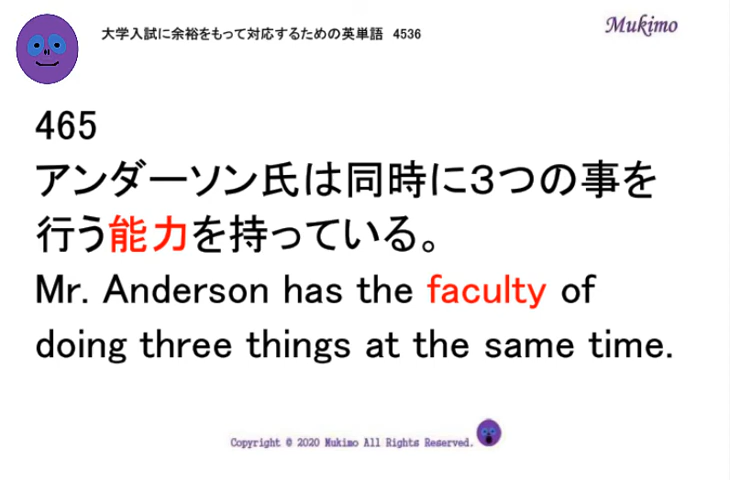 大学入試に余裕をもって対応するための英単語 4536
Mukimo
465
アンダーソン氏は同時に３つの事を
行う能力を持っている。
Mr. Anderson has the faculty of
doing three things at the same time.
Copyright © 2020 Mukimo All Rights Reserved.